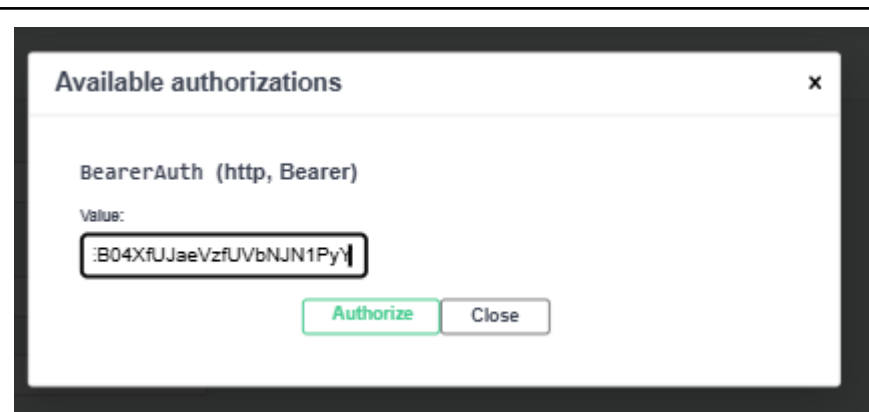 Available authorizations
x
BearerAuth (http, Bearer)
Value:
B04XfUJaeVzfUVbNJN1PyY
Authorize
Close